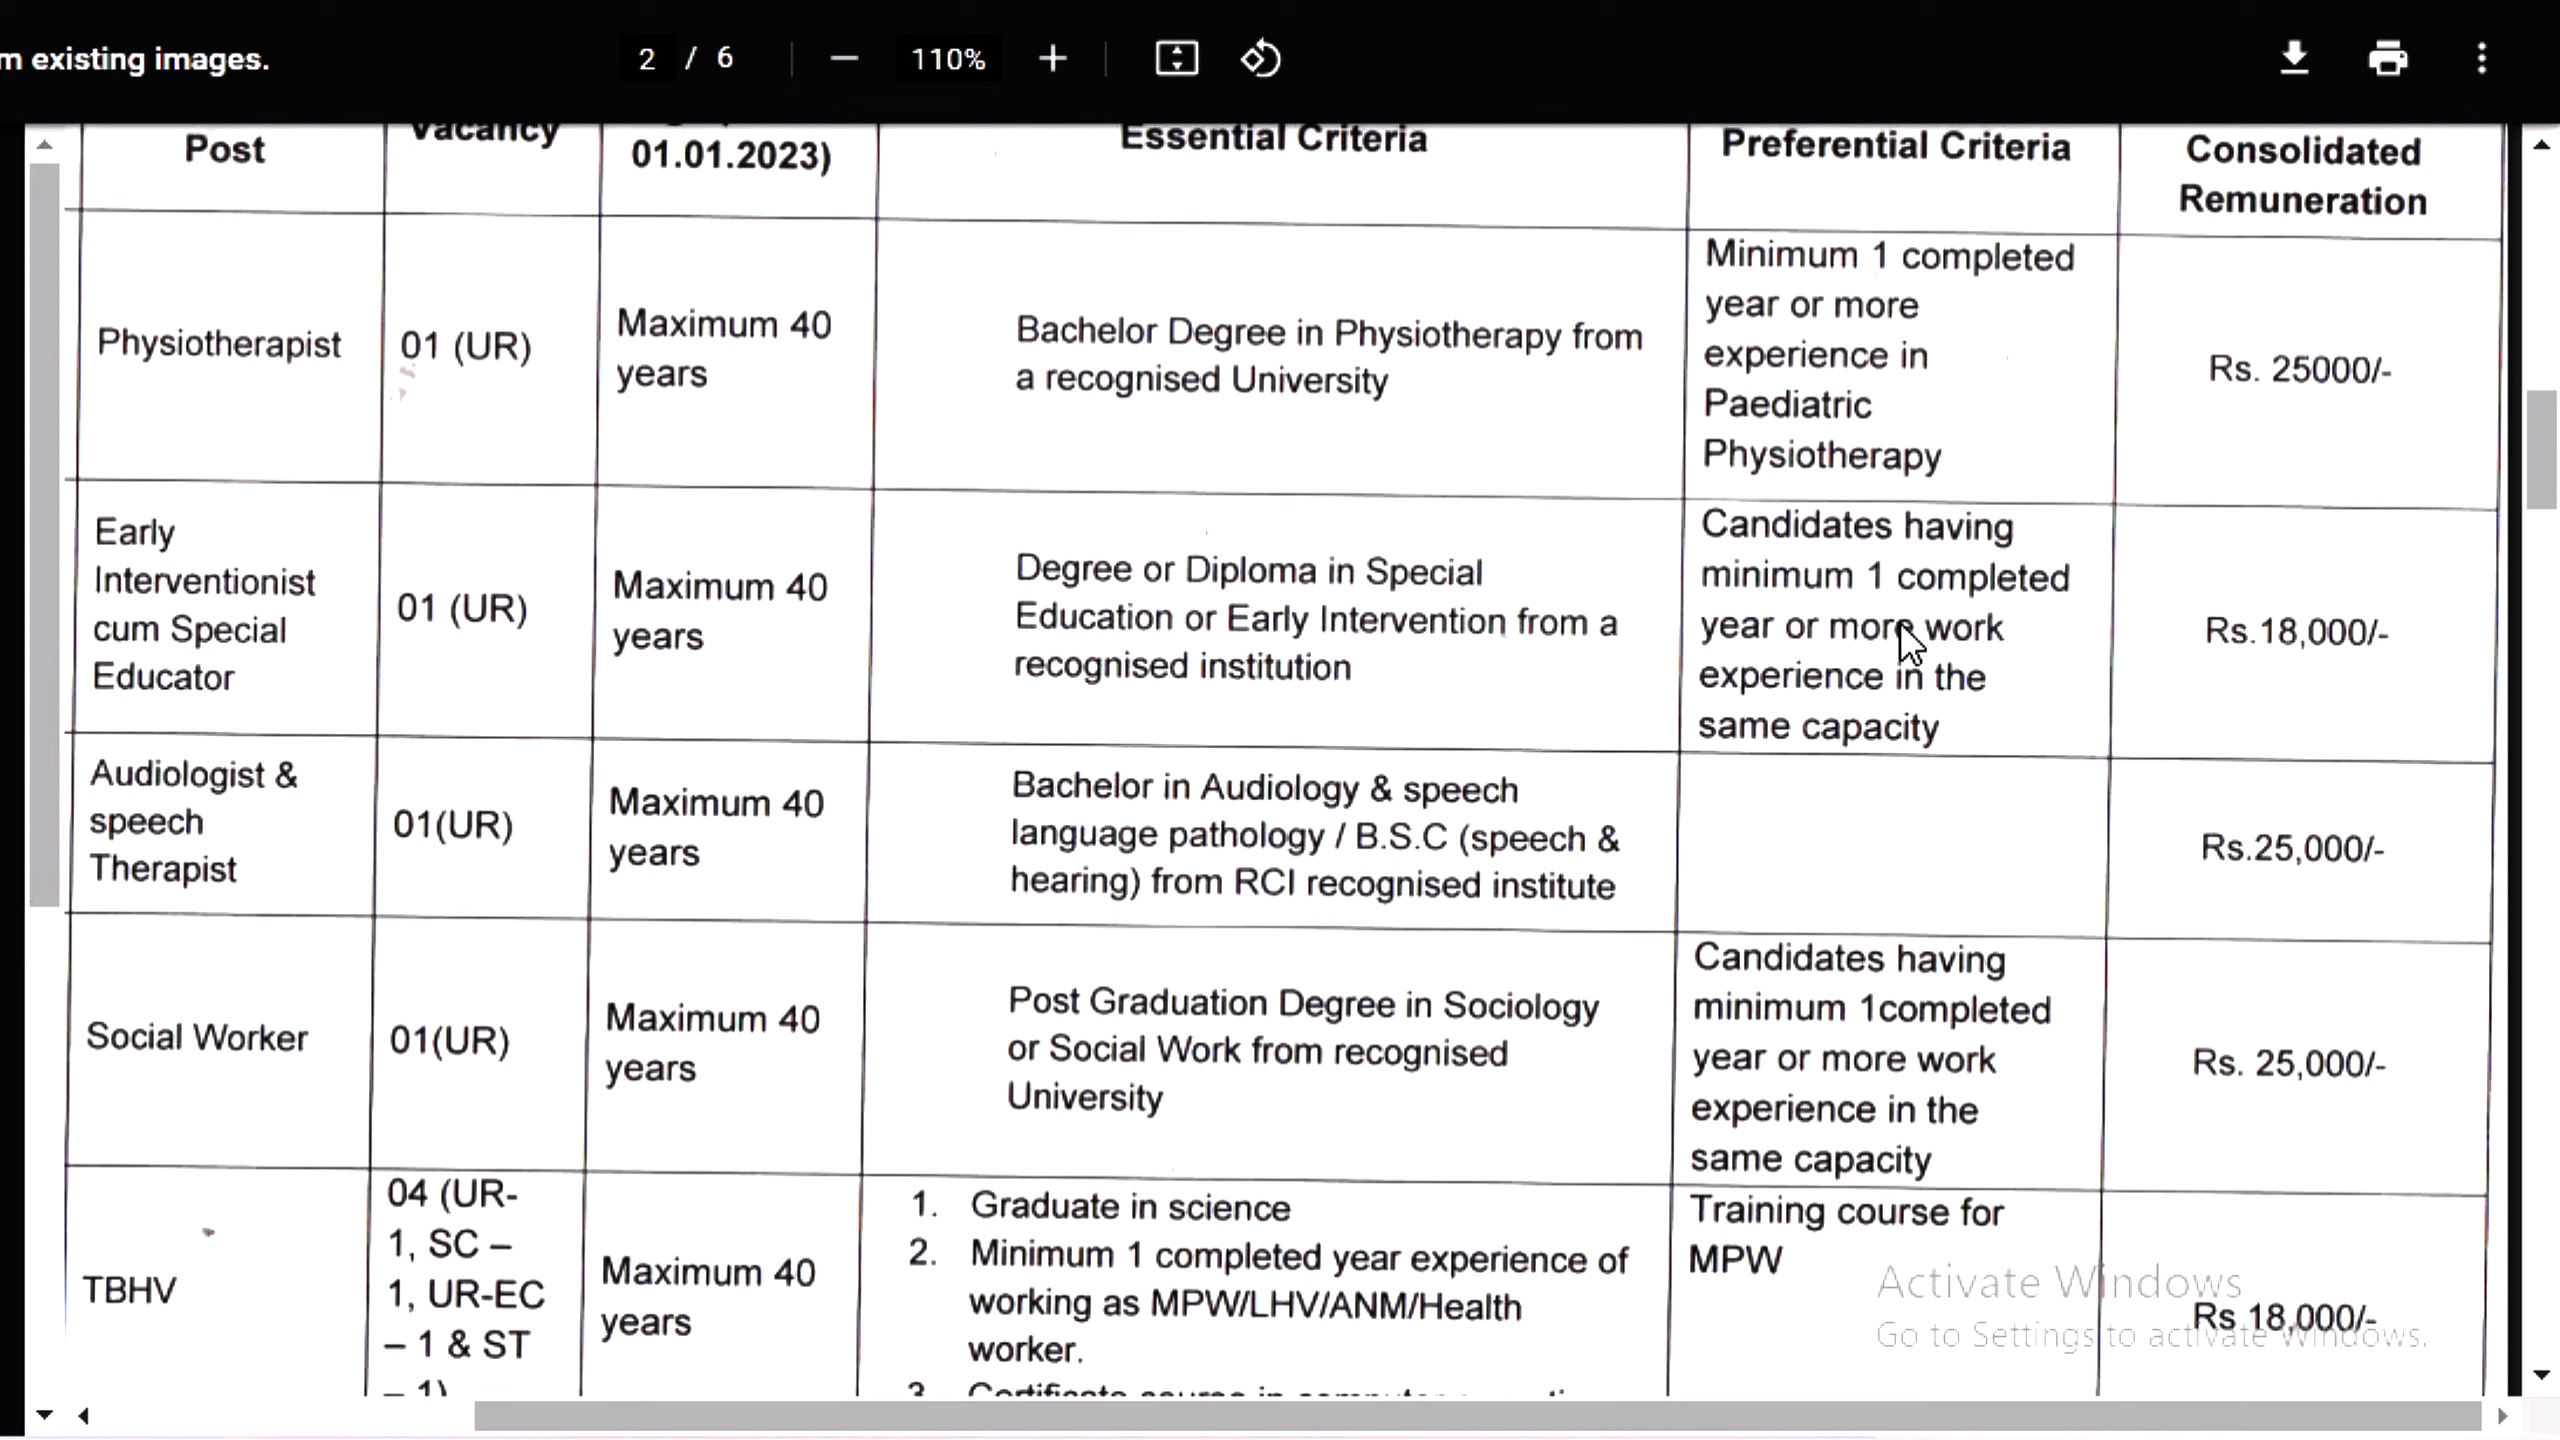 m existing images.
2 / 6
110%
Post
Vacancy
01.01.2023)
Essential Criteria
Preferential Criteria
Consolidated
Remuneration
Physiotherapist
01 (UR)
Maximum 40
years
Bachelor Degree in Physiotherapy from
a recognised University
Minimum 1 completed
year or more
experience in
Paediatric
Physiotherapy
Rs. 25000/-
Early
Interventionist
cum Special
Educator
01 (UR)
Maximum 40
years
Degree or Diploma in Special
Education or Early Intervention from a
recognised institution
Candidates having
minimum 1 completed
year or more work
experience in the
same capacity
Rs.18,000/-
Audiologist &
speech
Therapist
01(UR)
Maximum 40
years
Bachelor in Audiology & speech
language pathology / B.S.C (speech &
hearing) from RCI recognised institute
Rs.25,000/-
Social Worker
01(UR)
Maximum 40
years
Post Graduation Degree in Sociology
or Social Work from recognised
University
Candidates having
minimum 1completed
year or more work
experience in the
same capacity
Rs. 25,000/-
TBHV
04 (UR-
1, SC –
1, UR-EC
– 1 & ST
– 1)
Maximum 40
years
1. Graduate in science
2. Minimum 1 completed year experience of
working as MPW/LHV/ANM/Health
worker.
3. Certificate course in computer
Training course for
MPW
Rs.18,000/-
Activate Windows
Go to Settings to activate Windows.